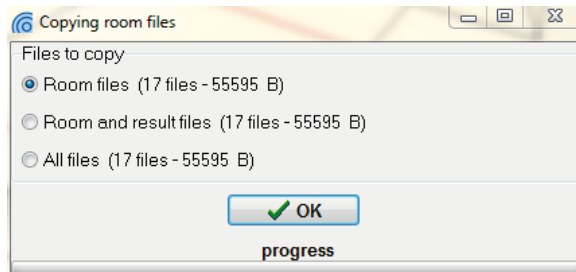 Copying room files
Files to copy
Room files (17 files - 55595 B)
Room and result files (17 files - 55595 B)
All files (17 files - 55595 B)
OK
progress